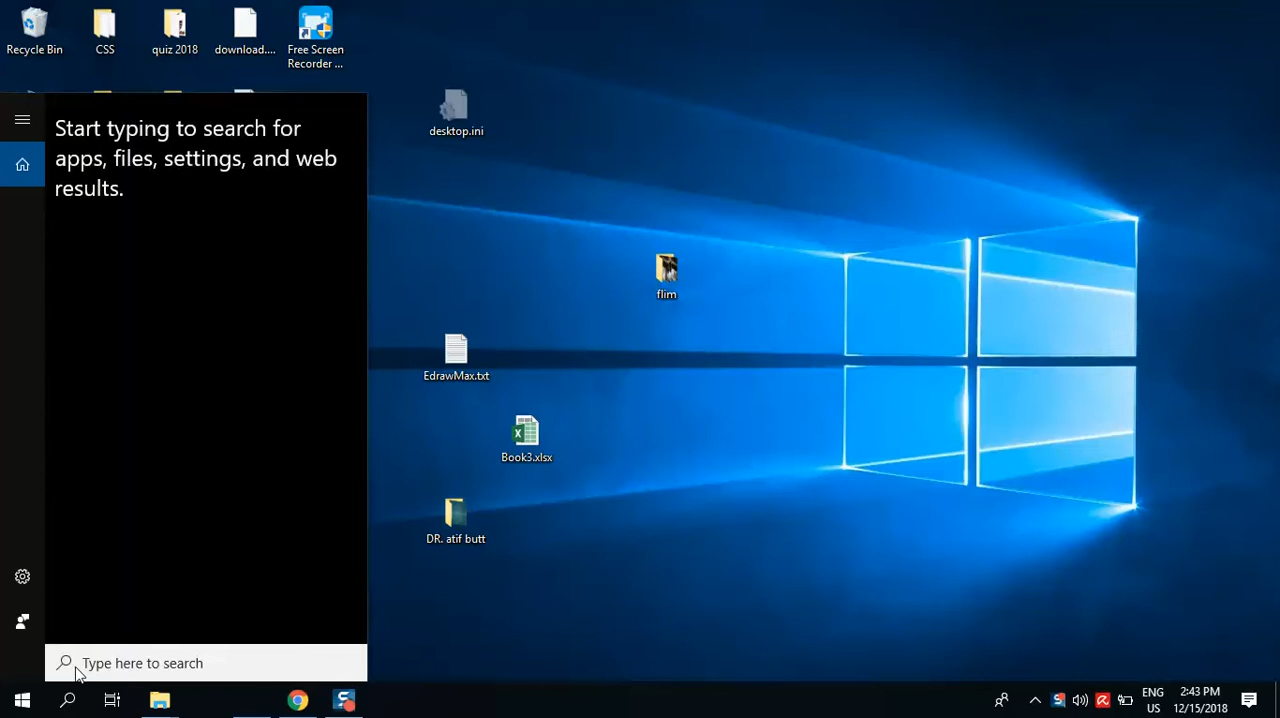 Recycle Bin
CSS
quiz 2018
download....
Free Screen
Recorder ...
Start typing to search for
apps, files, settings, and web
results.
desktop.ini
flim
EdrawMax.txt
Book3.xlsx
DR. atif butt
Type here to search
ENG
US
2:43 PM
12/15/2018